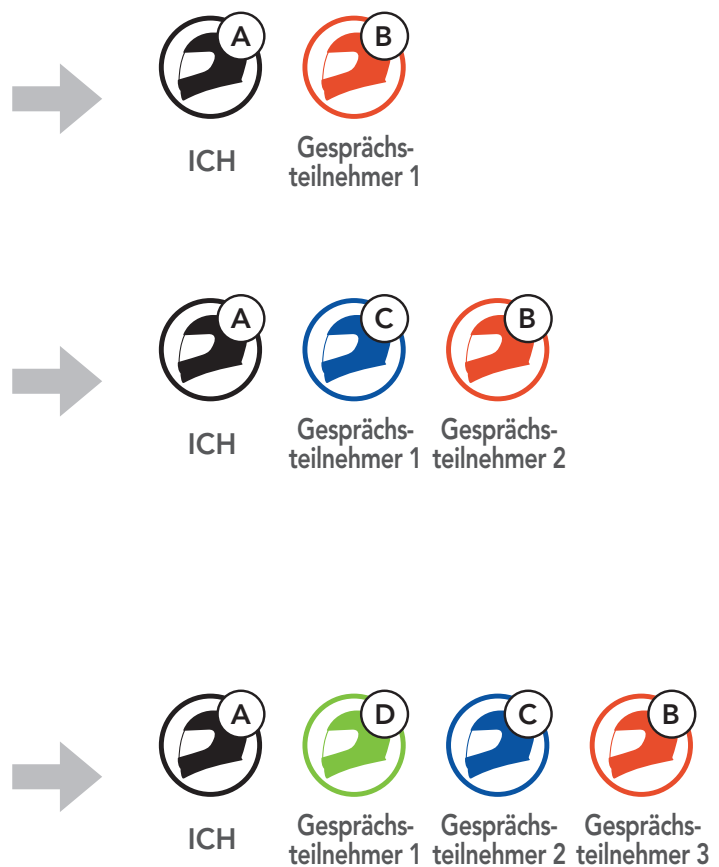 A B
ICH Gesprächs-
teilnehmer 1
A C B
ICH Gesprächs- Gesprächs-
teilnehmer 1 teilnehmer 2
A D C B
ICH Gesprächs- Gesprächs- Gesprächs-
teilnehmer 1 teilnehmer 2 teilnehmer 3